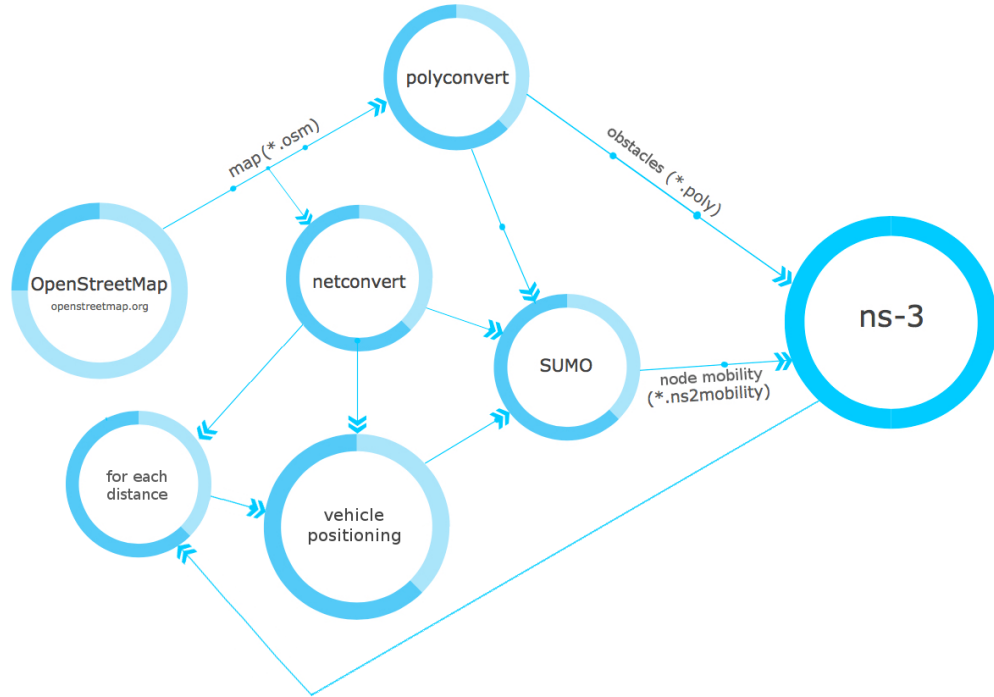 polyconvert
map (*.osm)
obstacles (*.poly)
OpenStreetMap
openstreetmap.org
netconvert
ns-3
SUMO
node mobility
(*.ns2mobility)
for each
distance
vehicle
positioning